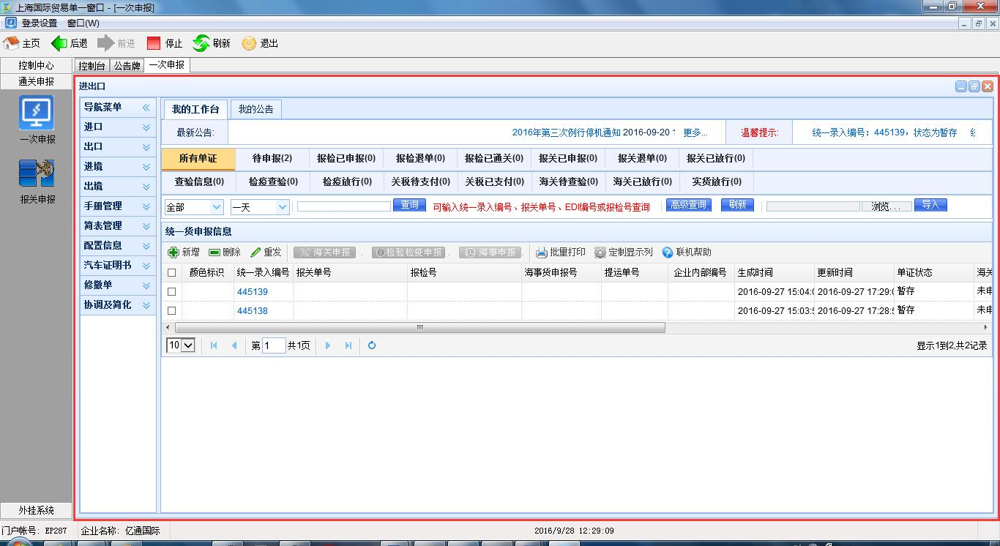 上海国际贸易单一窗口 - [一次申报]
登录设置 窗口(W)
主页 后退 前进 停止 刷新 退出
控制中心 控制台 公告牌 一次申报
通关申报
一次申报
报关申报
外挂系统
进出口
导航菜单
进口
出口
进境
出境
手册管理
简表管理
配置信息
汽车证明书
修撤单
协调及简化
我的工作台 我的公告
最新公告: 2016年第三次例行停机通知 2016-09-20 更多... 温馨提示: 统一录入编号：445139，状态为暂存
所有单证 待申报(2) 报检已申报(0) 报检退单(0) 报检已通关(0) 报关已申报(0) 报关退单(0) 报关已放行(0)
查验信息(0) 检疫查验(0) 检疫放行(0) 关税待支付(0) 关税已支付(0) 海关待查验(0) 海关已放行(0) 实货放行(0)
全部 一天 查询 可输入统一录入编号、报关单号、EDI编号或报检号查询 高级查询 刷新 浏览... 导入
统一货申报信息
新增 删除 重发 海关申报 检验检疫申报 海事申报 批量打印 定制显示列 联机帮助
颜色标识 统一录入编号 报关单号 报检号 海事货申报号 提运单号 企业内部编号 生成时间 更新时间 单证状态 海关
445139 2016-09-27 15:04:0 2016-09-27 17:29:0 暂存 未申
445138 2016-09-27 15:03:5 2016-09-27 17:28:5 暂存 未申
10 第 1 共1页 显示1到2,共2记录
门户帐号: EP287 企业名称: 亿通国际 2016/9/28 12:29:09